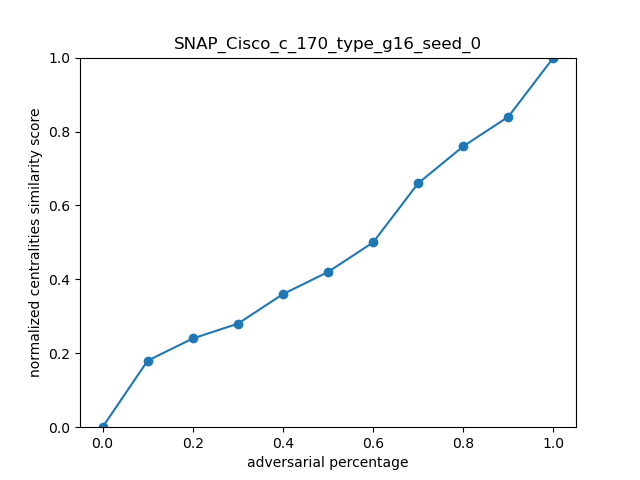 SNAP_Cisco_c_170_type_g16_seed_0
normalized centralities similarity score
1.0
0.8
0.6
0.4
0.2
0.0
0.0 0.2 0.4 0.6 0.8 1.0
adversarial percentage